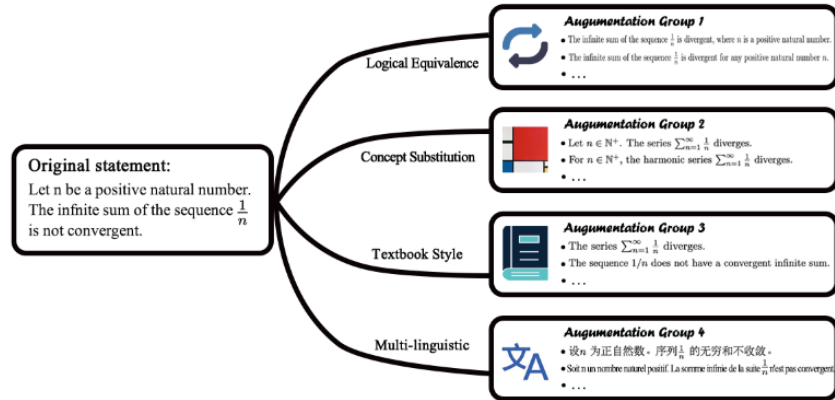 Original statement:
Let n be a positive natural number.
The infnite sum of the sequence 1/n
is not convergent.
Logical Equivalence
Augumentation Group 1
• The infinite sum of the sequence 1/n is divergent, where n is a positive natural number.
• The infinite sum of the sequence 1/n is divergent for any positive natural number n.
• ...
Concept Substitution
Augumentation Group 2
• Let n ∈ ℕ⁺. The series ∑_{n=1}^{∞} 1/n diverges.
• For n ∈ ℕ⁺, the harmonic series ∑_{n=1}^{∞} 1/n diverges.
• ...
Textbook Style
Augumentation Group 3
• The series ∑_{n=1}^{∞} 1/n diverges.
• The sequence 1/n does not have a convergent infinite sum.
• ...
Multi-linguistic
文A
Augumentation Group 4
• 设n 为正自然数。序列1/n 的无穷和不收敛。
• Soit n un nombre naturel positif. La somme infinie de la suite 1/n n'est pas convergent.
• ...